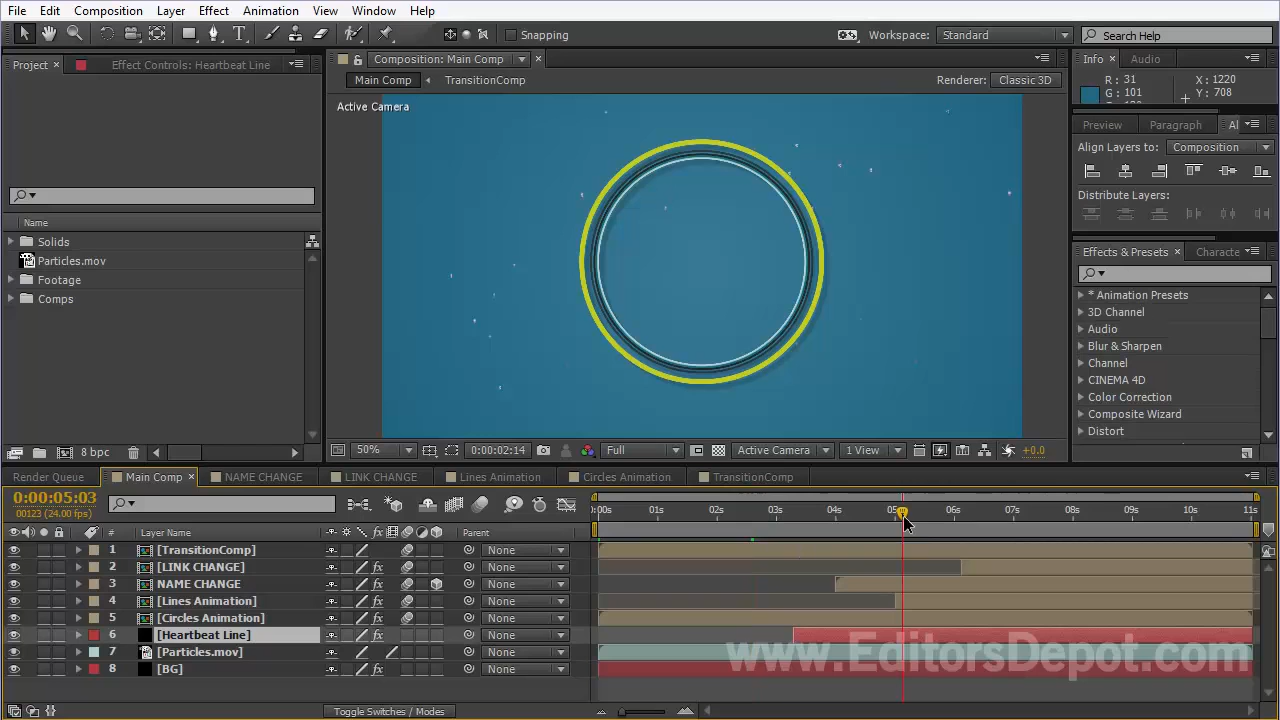 File Edit Composition Layer Effect Animation View Window Help
Snapping Workspace: Standard Search Help
Project × Effect Controls: Heartbeat Line Composition: Main Comp × Info × Audio
Main Comp TransitionComp Renderer: Classic 3D
R: 31 X: 1220
G: 101 Y: 708
Active Camera
Preview Paragraph Al
Align Layers to: Composition
Distribute Layers:
Name
Solids
Particles.mov
Footage
Comps
Effects & Presets × Characte
* Animation Presets
3D Channel
Audio
Blur & Sharpen
Channel
CINEMA 4D
Color Correction
Composite Wizard
Distort
8 bpc 50% 0:00:02:14 Full Active Camera 1 View +0.0
Render Queue Main Comp × NAME CHANGE LINK CHANGE Lines Animation Circles Animation TransitionComp
0:00:05:03
00123 (24.00 fps)
:00s 01s 02s 03s 04s 05s 06s 07s 08s 09s 10s 11s
# Layer Name fx Parent
1 [TransitionComp] None
2 [LINK CHANGE] fx None
3 NAME CHANGE fx None
4 [Lines Animation] None
5 [Circles Animation] None
6 [Heartbeat Line] fx None
7 [Particles.mov] None
8 [BG] fx None
www.EditorsDepot.com
Toggle Switches / Modes